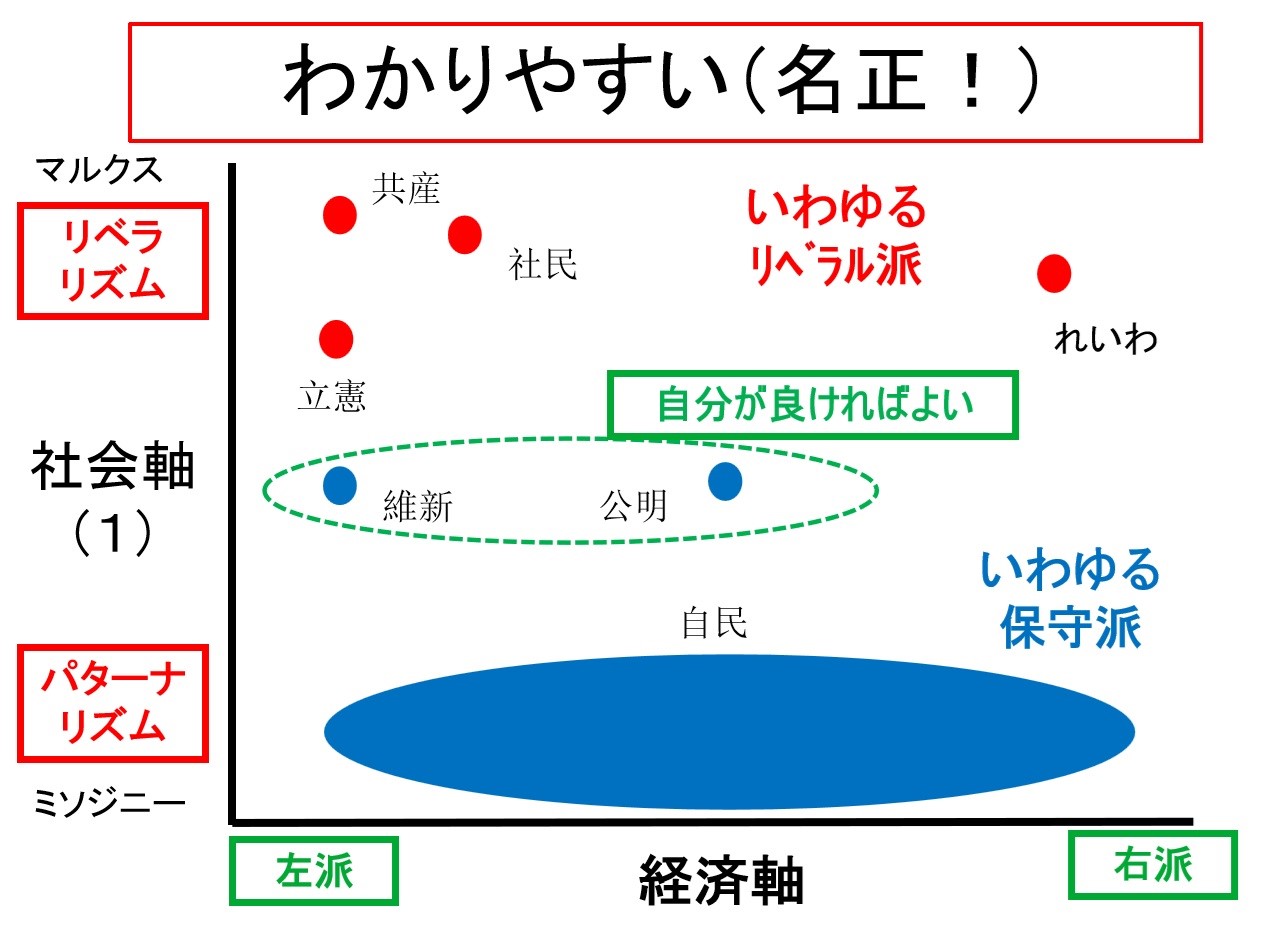 わかりやすい（名正！）
マルクス
リベラ
リズム
共産
社民
いわゆる
ﾘﾍﾞﾗﾙ派
れいわ
立憲
自分が良ければよい
社会軸
（１）
維新
公明
いわゆる
保守派
自民
パターナ
リズム
ミソジニー
左派
経済軸
右派